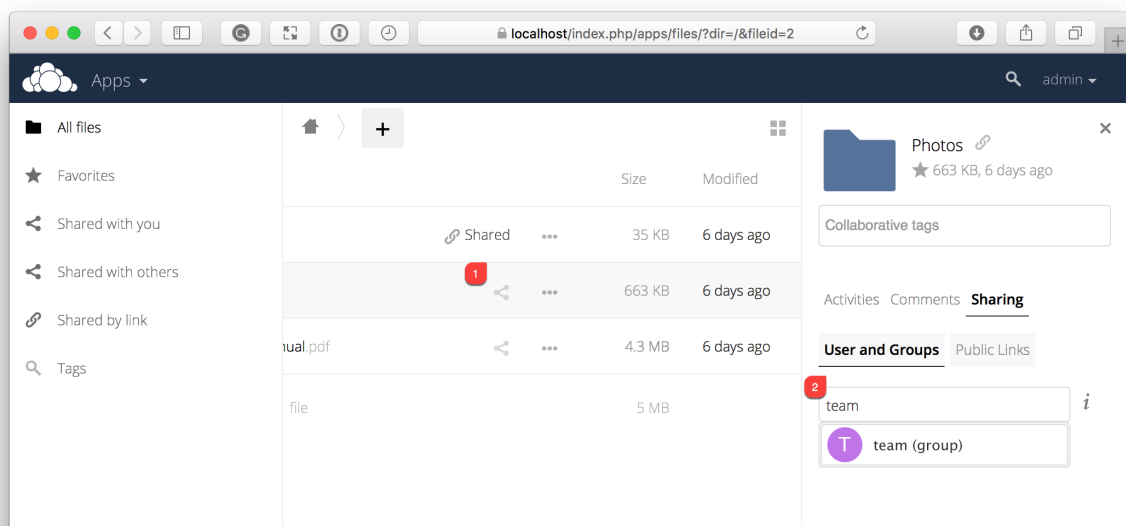 localhost/index.php/apps/files/?dir=/&fileid=2
Apps
admin
All files
Favorites
Shared with you
Shared with others
Shared by link
Tags
Size Modified
Shared 35 KB 6 days ago
1
663 KB 6 days ago
nual.pdf 4.3 MB 6 days ago
file 5 MB
Photos
663 KB, 6 days ago
Collaborative tags
Activities Comments Sharing
User and Groups Public Links
2
team
i
T team (group)